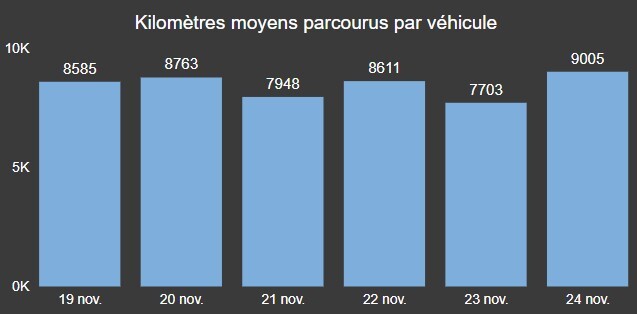 Kilomètres moyens parcourus par véhicule
10K
8585 8763 7948 8611 7703 9005
5K
0K
19 nov. 20 nov. 21 nov. 22 nov. 23 nov. 24 nov.